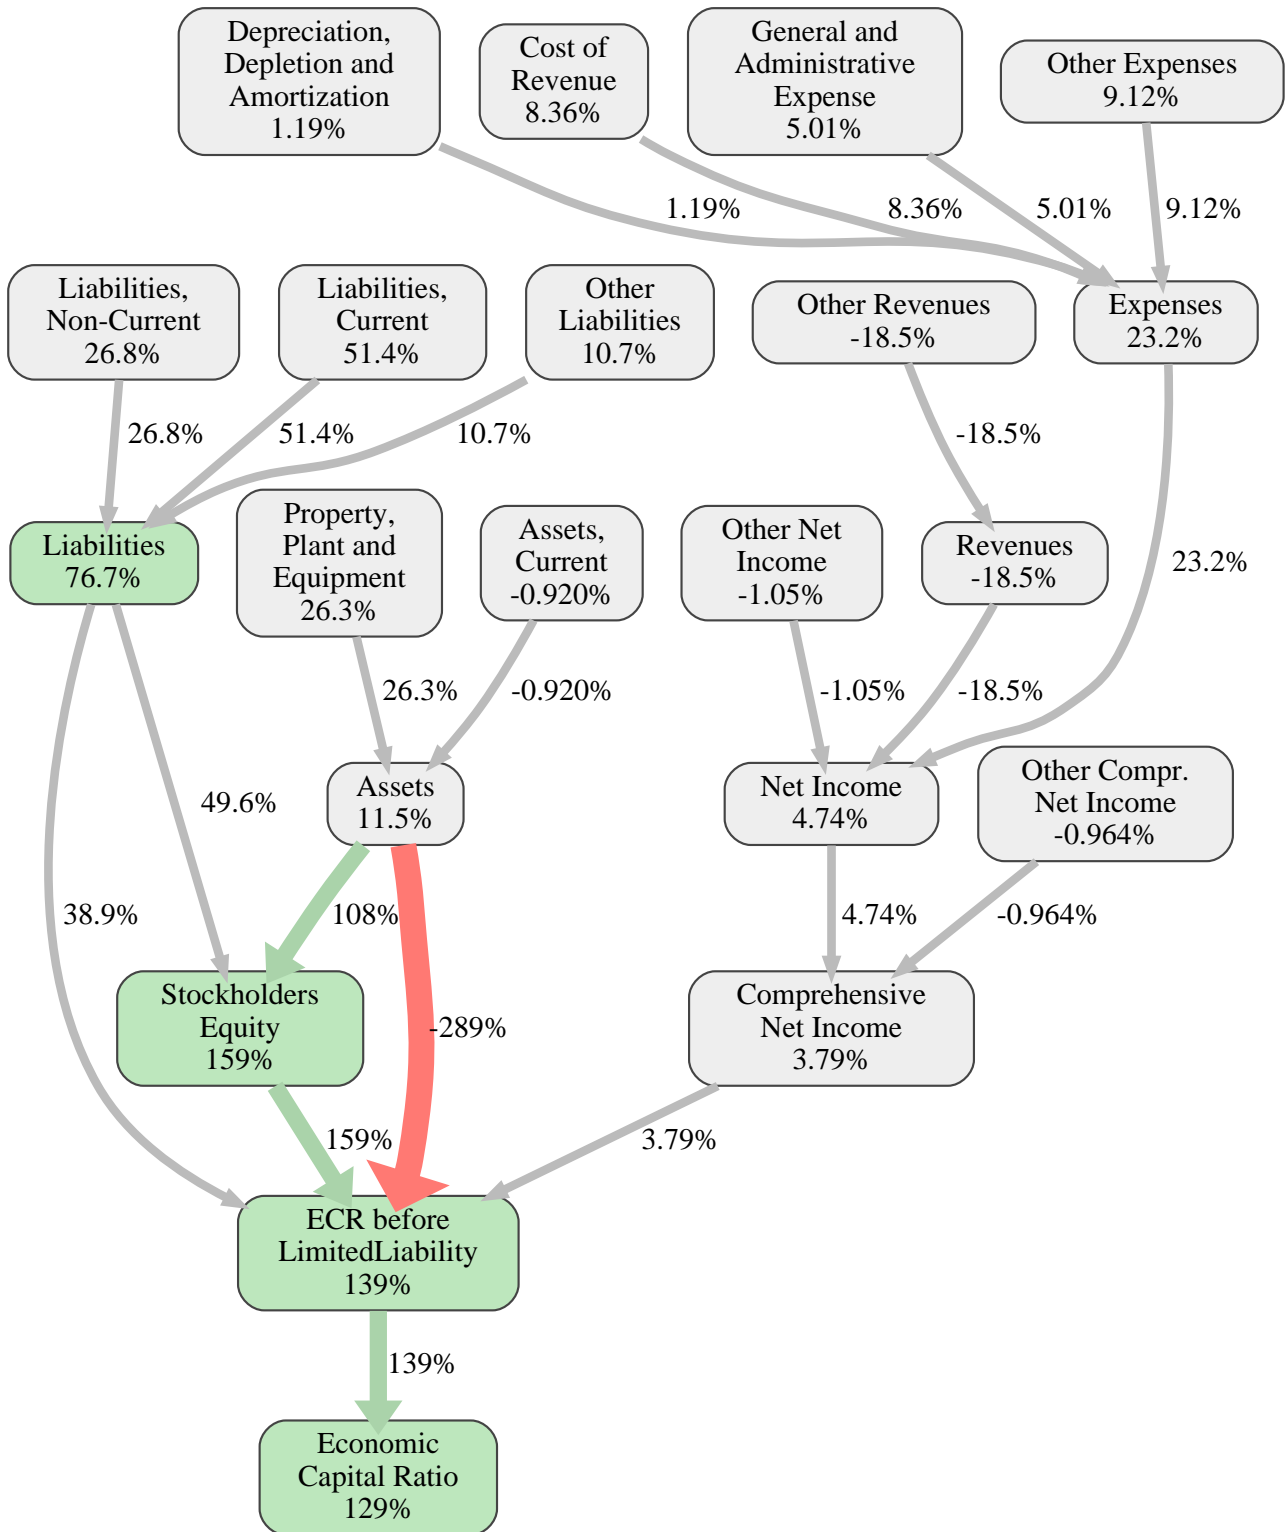 Depreciation,
Depletion and
Amortization
1.19%
Cost of
Revenue
8.36%
General and
Administrative
Expense
5.01%
Other Expenses
9.12%
1.19%
8.36%
5.01%
9.12%
Liabilities,
Non-Current
26.8%
Liabilities,
Current
51.4%
Other
Liabilities
10.7%
Other Revenues
-18.5%
Expenses
23.2%
26.8%
51.4%
10.7%
-18.5%
Liabilities
76.7%
Property,
Plant and
Equipment
26.3%
Assets,
Current
-0.920%
Other Net
Income
-1.05%
Revenues
-18.5%
23.2%
26.3%
-0.920%
-1.05%
-18.5%
49.6%
Assets
11.5%
Net Income
4.74%
Other Compr.
Net Income
-0.964%
38.9%
108%
4.74%
-0.964%
Stockholders
Equity
159%
-289%
Comprehensive
Net Income
3.79%
159%
3.79%
ECR before
LimitedLiability
139%
139%
Economic
Capital Ratio
129%